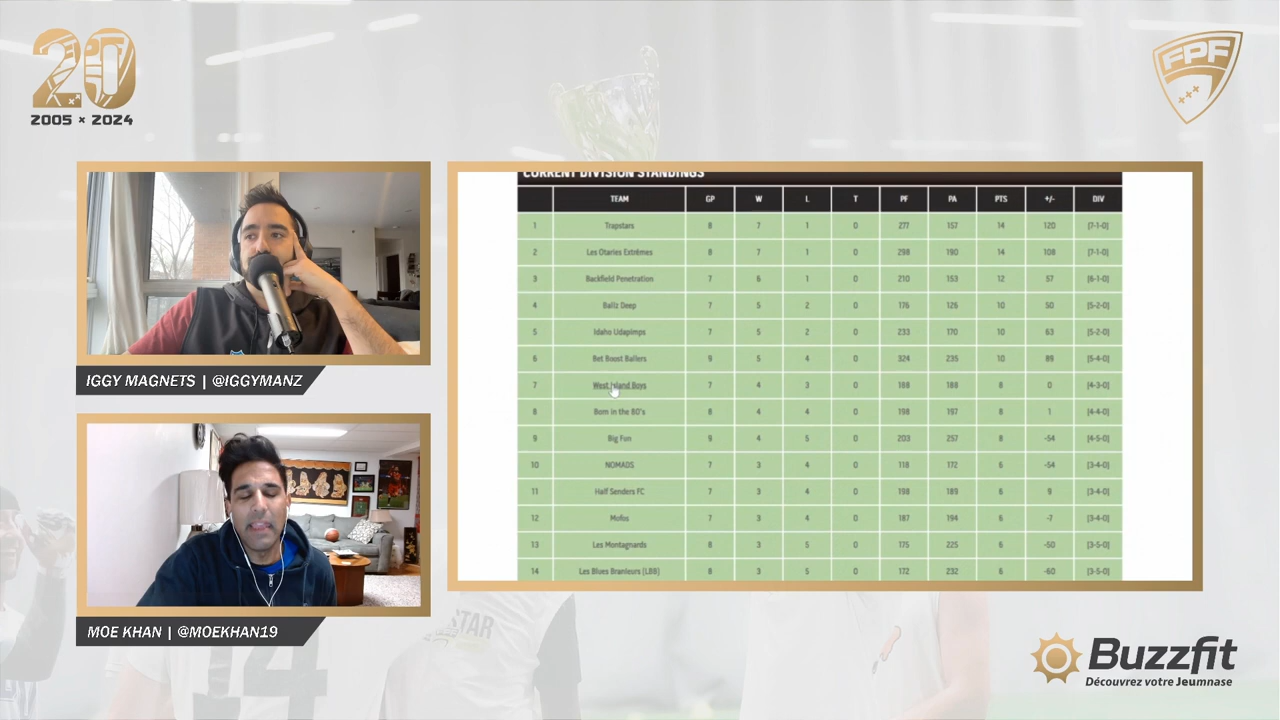 20
2005 × 2024
FPF
IGGY MAGNETS | @IGGYMANZ
MOE KHAN | @MOEKHAN19
CURRENT DIVISION STANDINGS
TEAM GP W L T PF PA PTS +/- DIV
1 Trapstars 8 7 1 0 277 157 14 120 (7-1-0)
2 Les Otaries Extrêmes 8 7 1 0 298 190 14 108 (7-1-0)
3 Backfield Penetration 7 6 1 0 210 153 12 57 (6-1-0)
4 Ballz Deep 7 5 2 0 176 126 10 50 (5-2-0)
5 Idaho Udapimps 7 5 2 0 233 170 10 63 (5-2-0)
6 Bet Boost Ballers 9 5 4 0 324 235 10 89 (5-4-0)
7 West Island Boys 7 4 3 0 188 188 8 0 (4-3-0)
8 Born in the 80's 8 4 4 0 198 197 8 1 (4-4-0)
9 Big Fun 9 4 5 0 203 257 8 -54 (4-5-0)
10 NOMADS 7 3 4 0 118 172 6 -54 (3-4-0)
11 Half Senders FC 7 3 4 0 198 189 6 9 (3-4-0)
12 Mofos 7 3 4 0 187 194 6 -7 (3-4-0)
13 Les Montagnards 8 3 5 0 175 225 6 -50 (3-5-0)
14 Les Blues Branleurs (LBB) 8 3 5 0 172 232 6 -60 (3-5-0)
STAR
14
Buzzfit
Découvrez votre Jeumnase